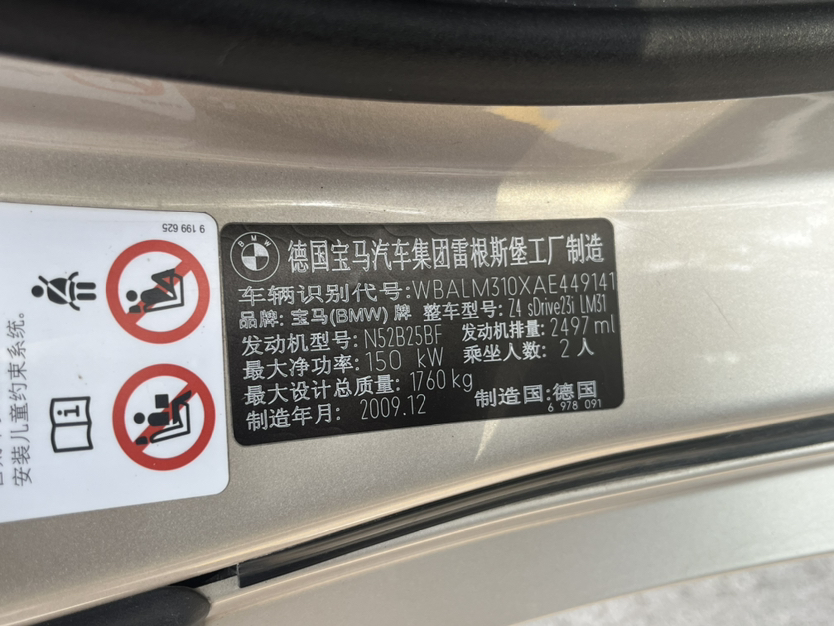 9 199 625
安装儿童约束系统。
BMW
德国宝马汽车集团雷根斯堡工厂制造
车辆识别代号:WBALM310XAE449141
品牌: 宝马(BMW) 牌 整车型号: Z4 sDrive23i LM31
发动机型号: N52B25BF 发动机排量: 2497 ml
最大净功率: 150 kW 乘坐人数: 2 人
最大设计总质量: 1760 kg
制造年月: 2009.12 制造国:德国
6 978 091